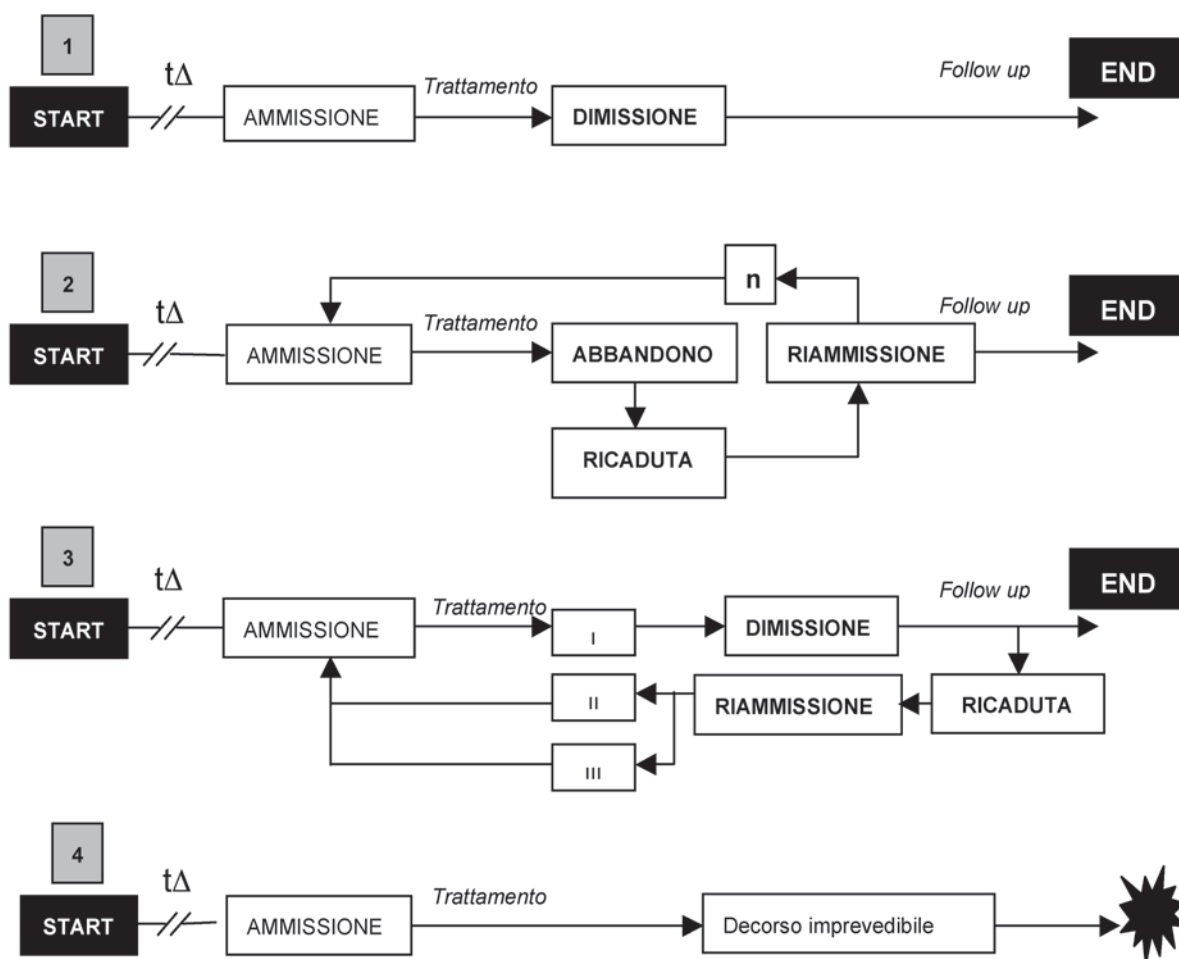 1
tΔ
Trattamento
Follow up
END
START
AMMISSIONE
DIMISSIONE
2
tΔ
n
Trattamento
Follow up
END
START
AMMISSIONE
ABBANDONO
RIAMMISSIONE
RICADUTA
3
tΔ
Trattamento
Follow up
END
START
AMMISSIONE
I
DIMISSIONE
II
RIAMMISSIONE
RICADUTA
III
4
tΔ
Trattamento
START
AMMISSIONE
Decorso imprevedibile